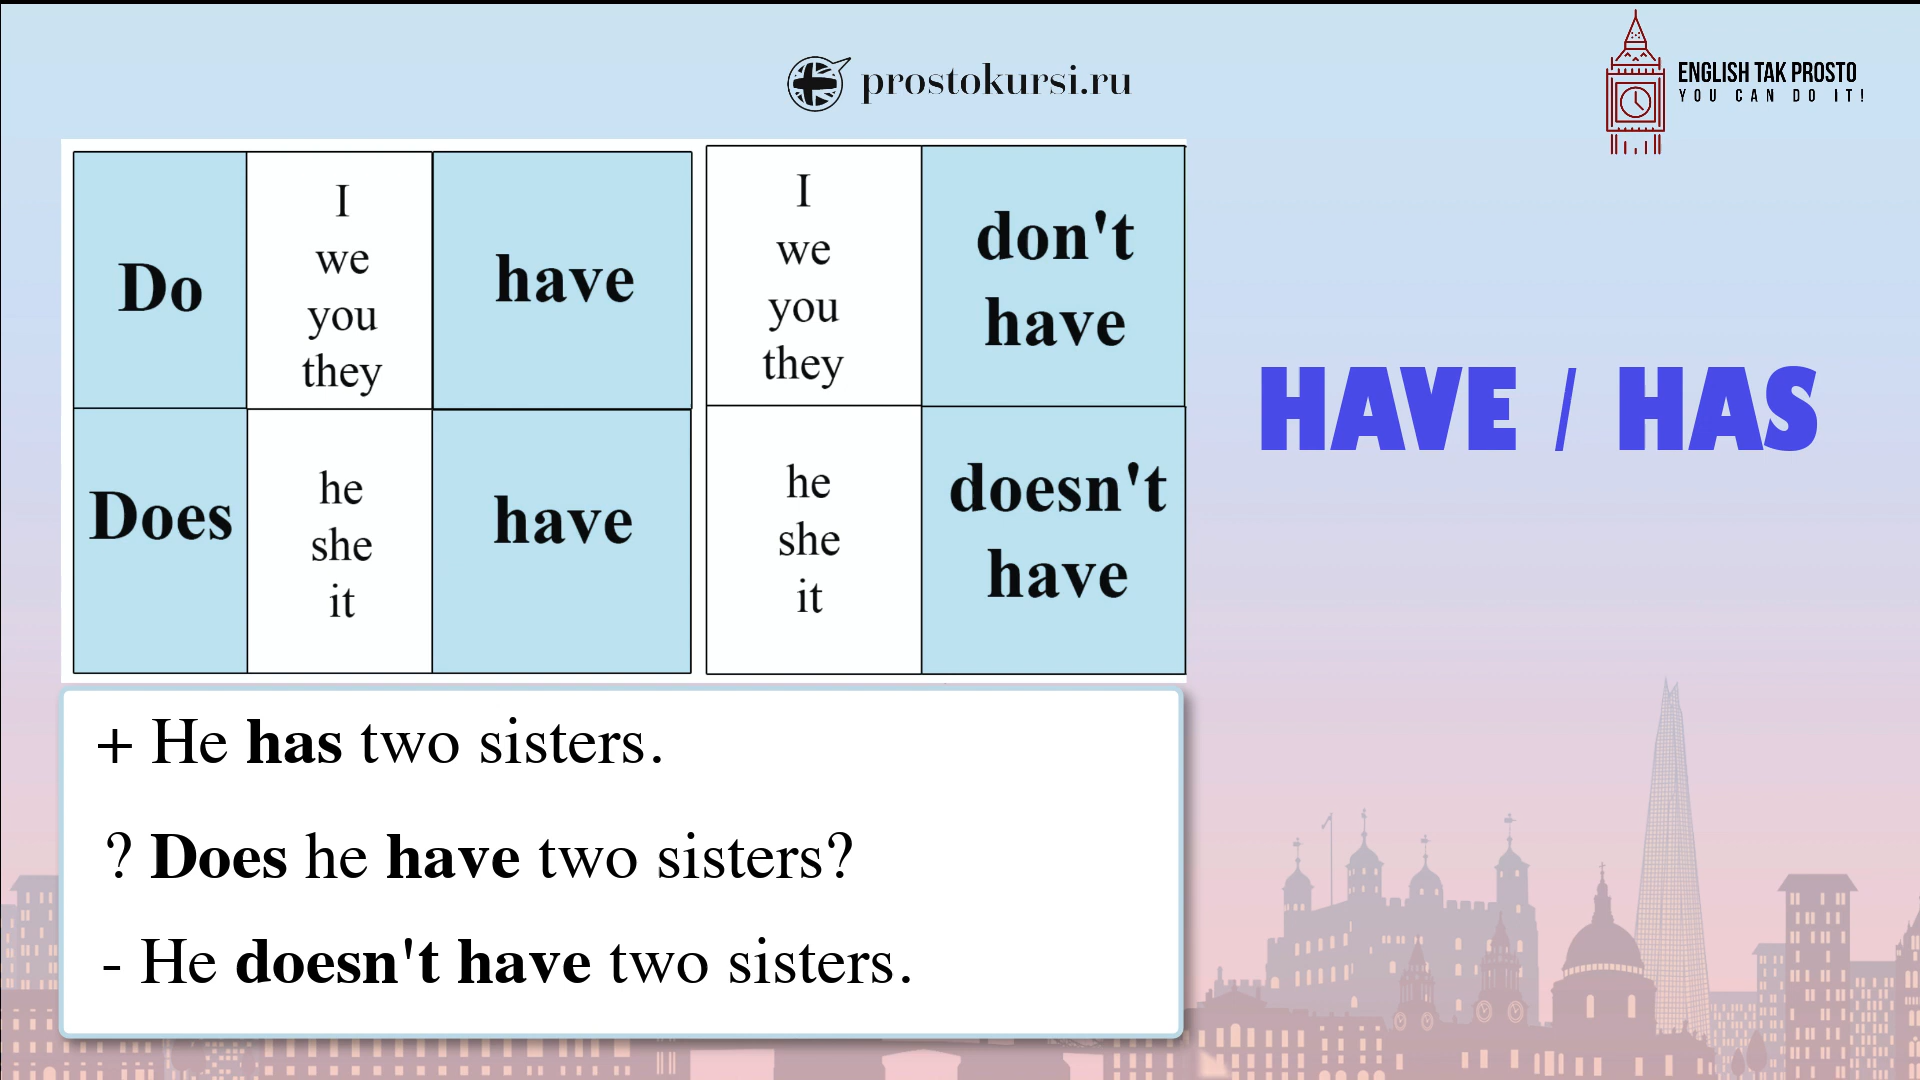 prostokursi.ru
ENGLISH TAK PROSTO
YOU CAN DO IT!
Do
I
we
you
they
have
Does
he
she
it
have
I
we
you
they
don't
have
he
she
it
doesn't
have
HAVE / HAS
+ He has two sisters.
? Does he have two sisters?
- He doesn't have two sisters.